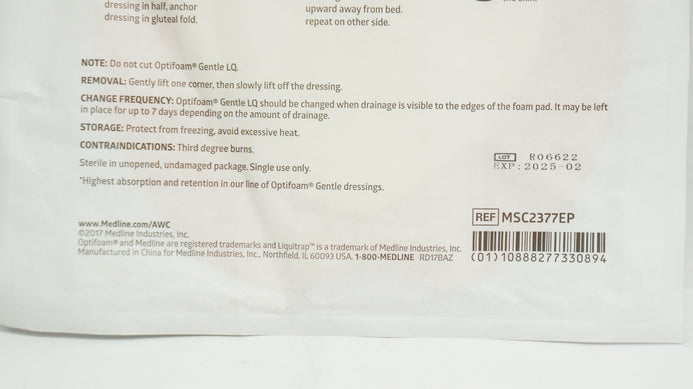 dressing in half, anchor
dressing in gluteal fold.
upward away from bed.
repeat on other side.
NOTE: Do not cut Optifoam® Gentle LQ.
REMOVAL: Gently lift one corner, then slowly lift off the dressing.
CHANGE FREQUENCY: Optifoam® Gentle LQ should be changed when drainage is visible to the edges of the foam pad. It may be left
in place for up to 7 days depending on the amount of drainage.
STORAGE: Protect from freezing, avoid excessive heat.
CONTRAINDICATIONS: Third degree burns.
Sterile in unopened, undamaged package. Single use only.
*Highest absorption and retention in our line of Optifoam® Gentle dressings.
LOT R06622
EXP:2025-02
www.Medline.com/AWC
©2017 Medline Industries, Inc.
Optifoam® and Medline are registered trademarks and Liquitrap™ is a trademark of Medline Industries, Inc.
Manufactured in China for Medline Industries, Inc., Northfield, IL 60093 USA. 1-800-MEDLINE RD17BAZ
REF MSC2377EP
(01)10888277330894